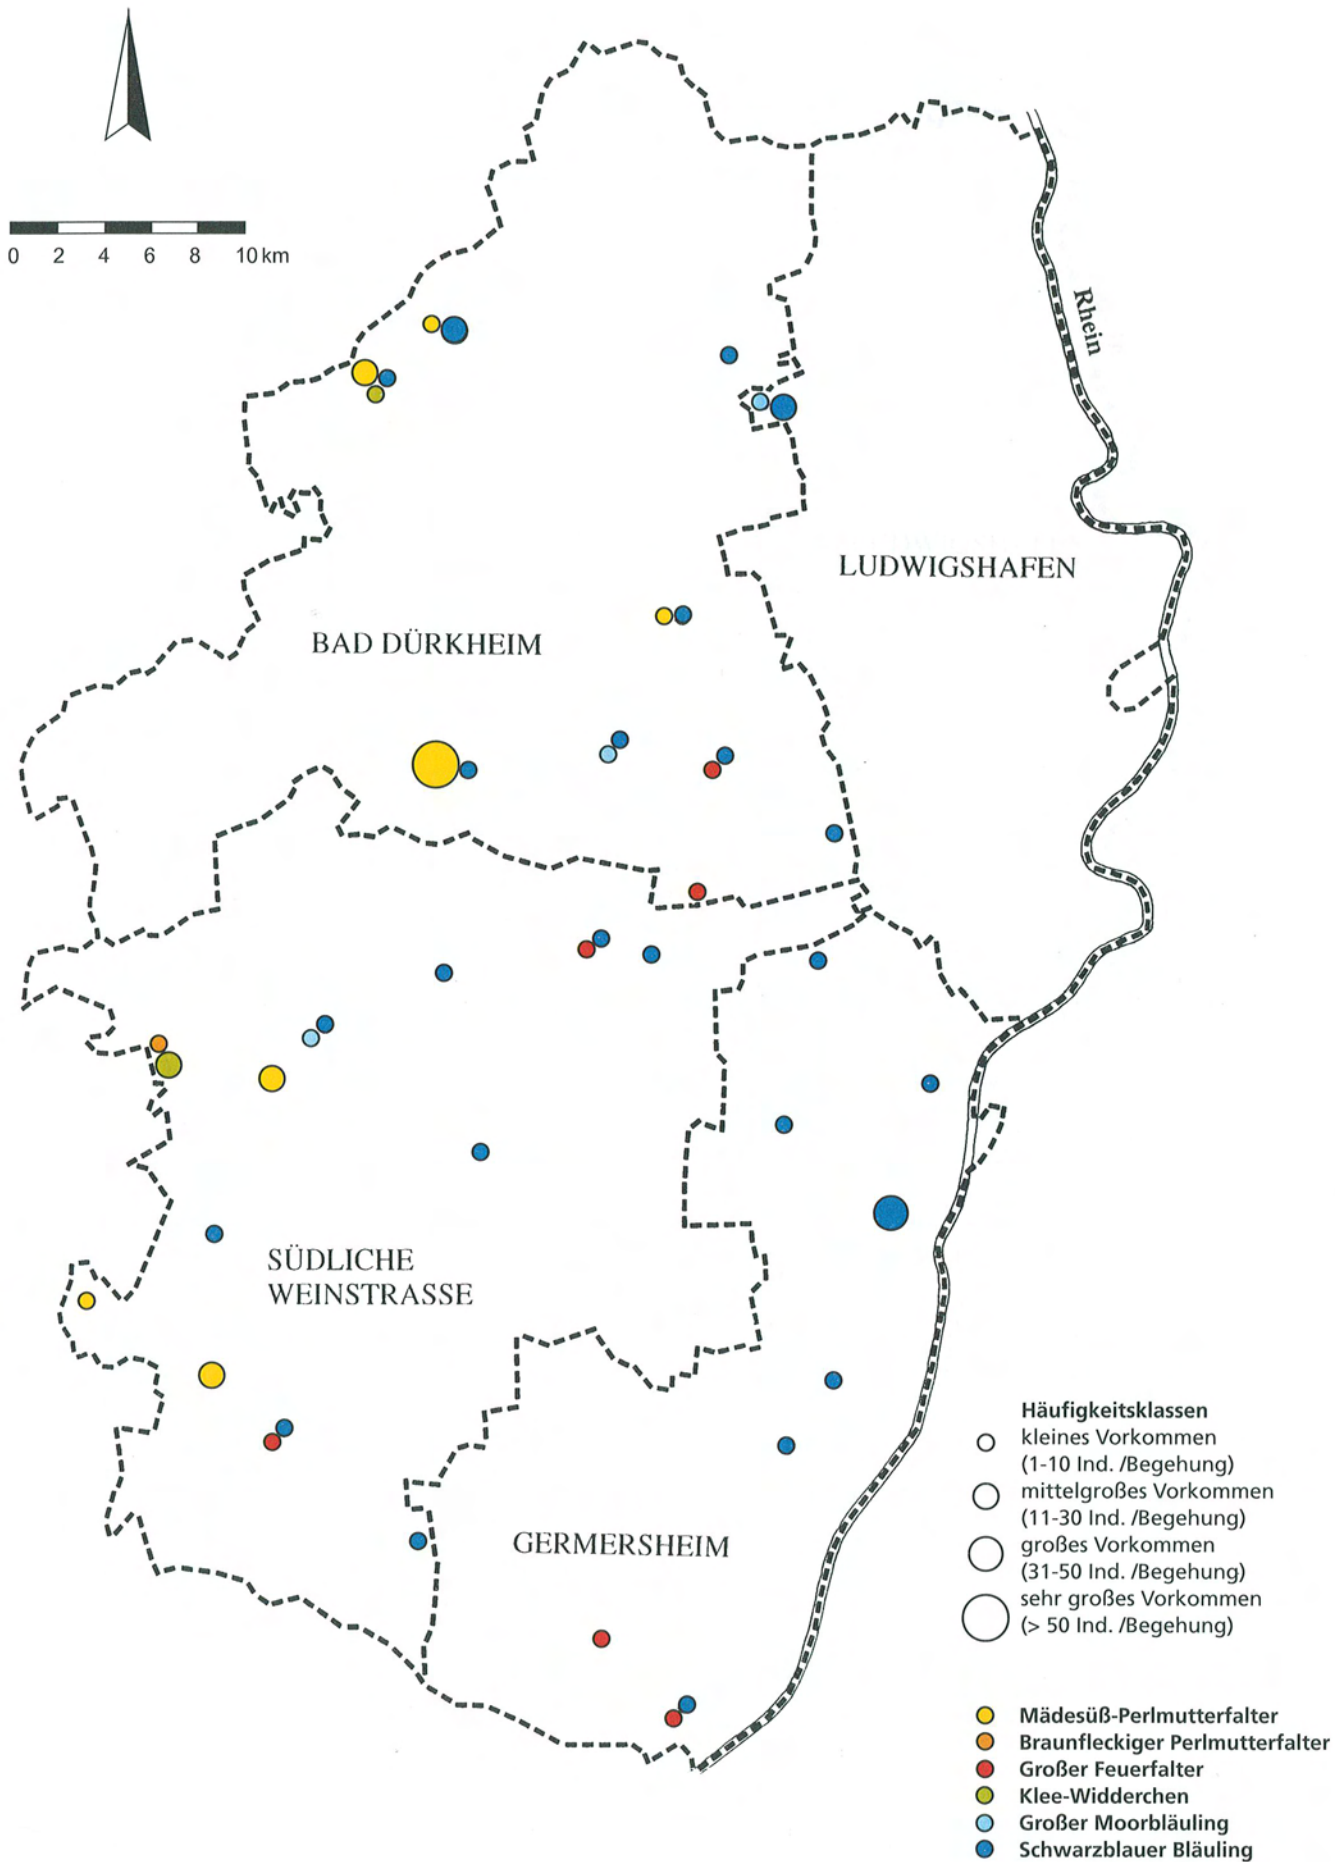 0 2 4 6 8 10 km
Rhein
LUDWIGSHAFEN
BAD DÜRKHEIM
SÜDLICHE
WEINSTRASSE
GERMERSHEIM
Häufigkeitsklassen
kleines Vorkommen
(1-10 Ind. /Begehung)
mittelgroßes Vorkommen
(11-30 Ind. /Begehung)
großes Vorkommen
(31-50 Ind. /Begehung)
sehr großes Vorkommen
(> 50 Ind. /Begehung)
Mädesüß-Perlmutterfalter
Braunfleckiger Perlmutterfalter
Großer Feuerfalter
Klee-Widderchen
Großer Moorbläuling
Schwarzblauer Bläuling